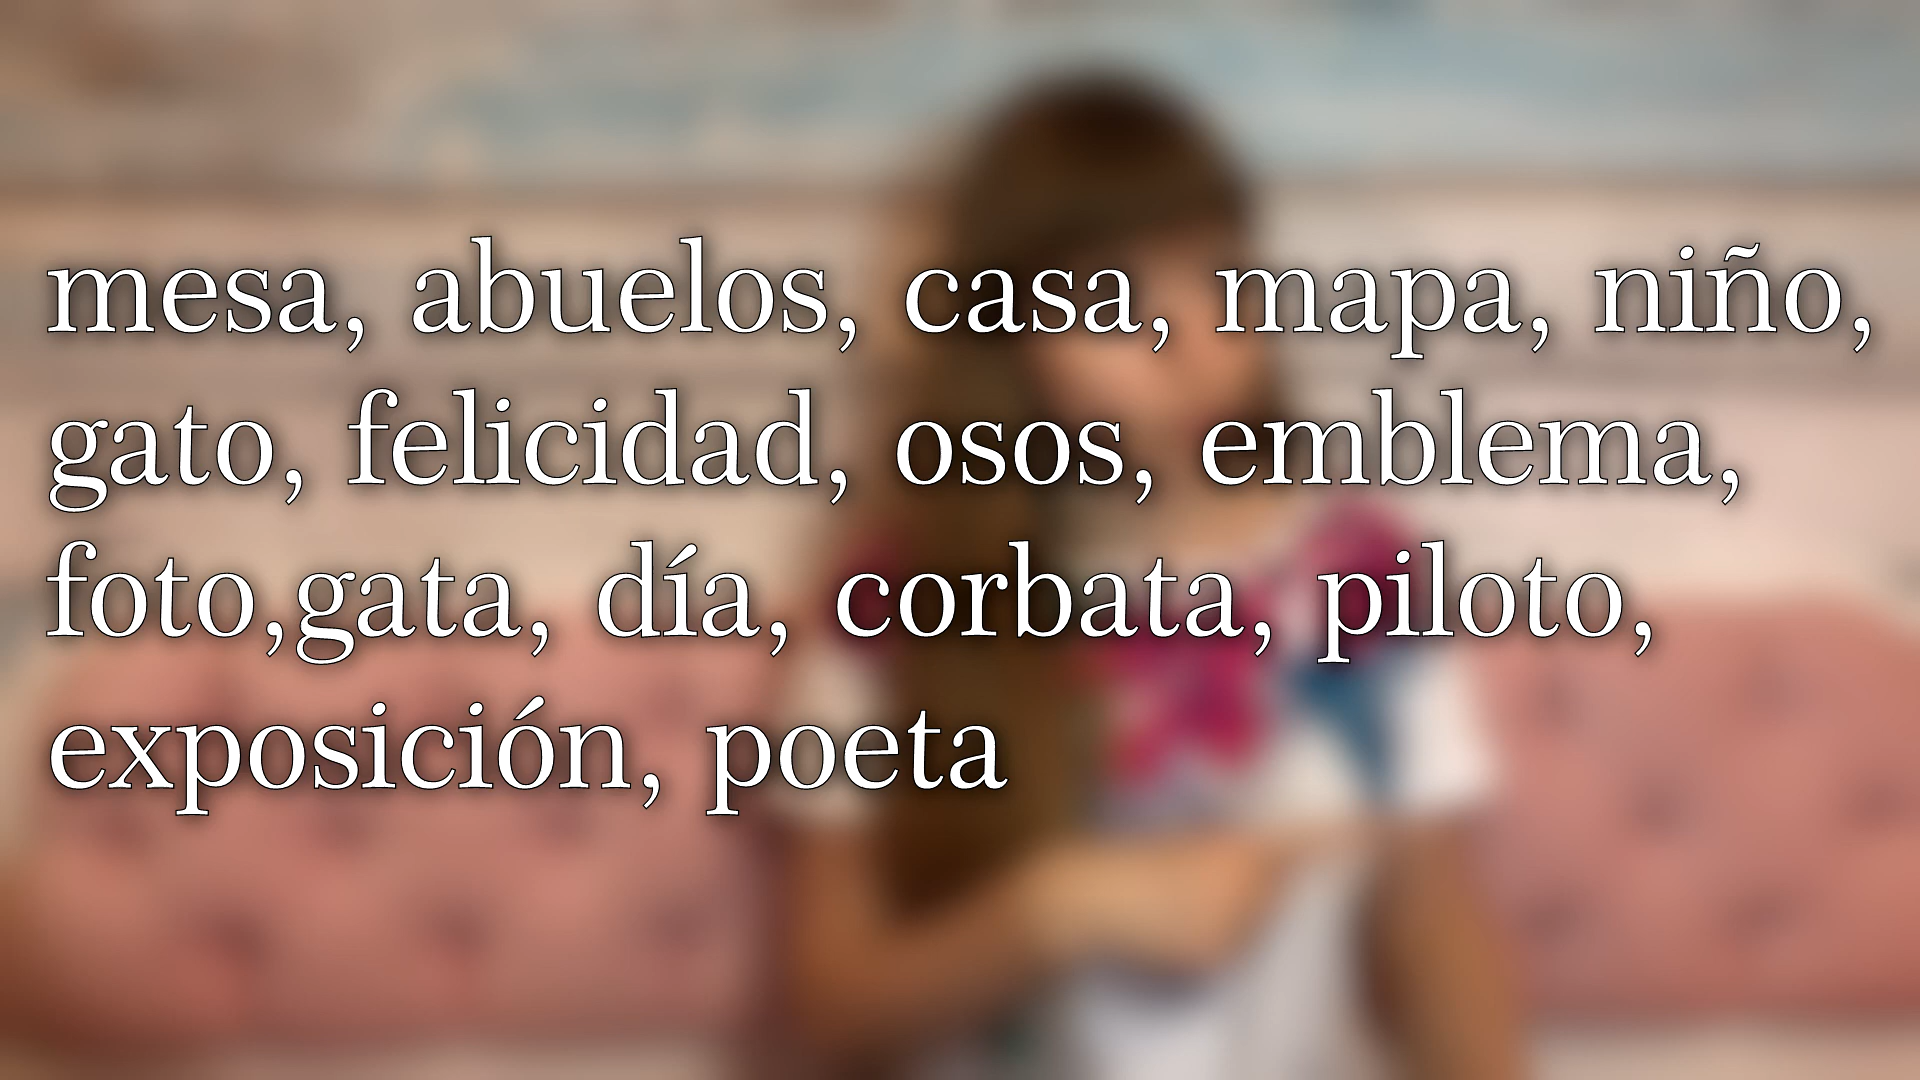 mesa, abuelos, casa, mapa, niño,
gato, felicidad, osos, emblema,
foto,gata, día, corbata, piloto,
exposición, poeta